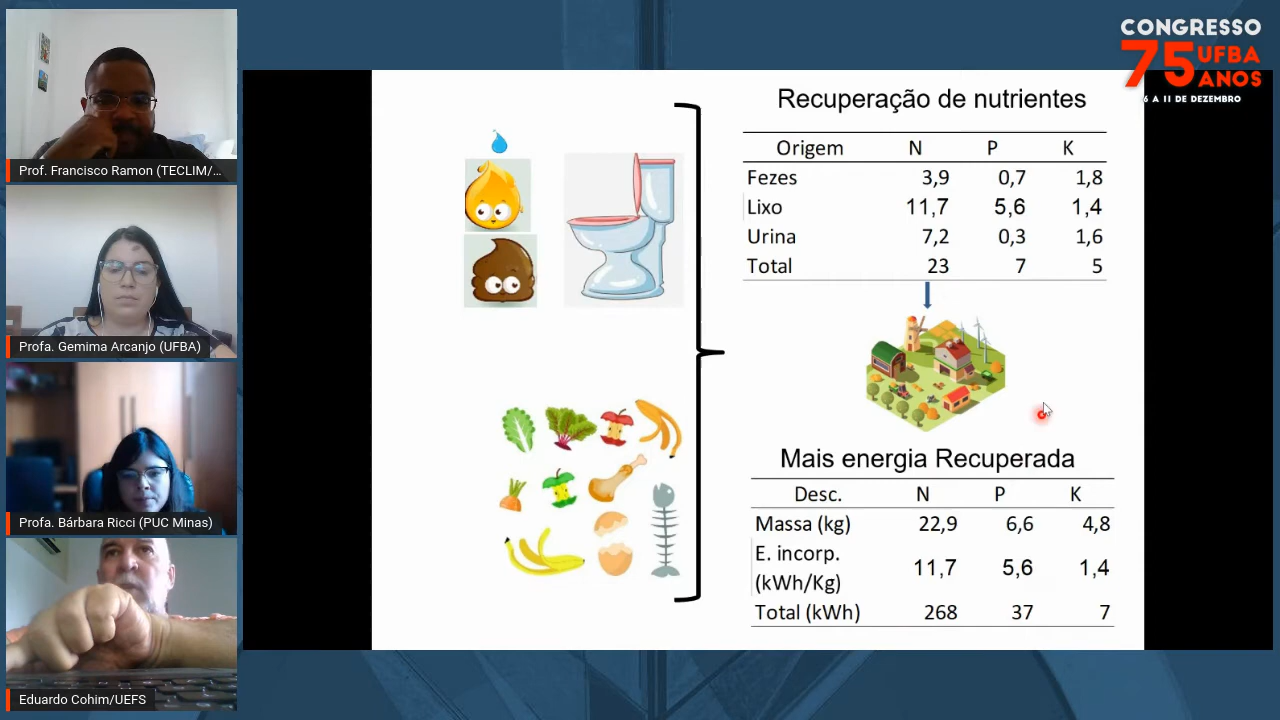 CONGRESSO
75 UFBA
ANOS
6 A 11 DE DEZEMBRO
Prof. Francisco Ramon (TECLIM/...
Profa. Gemima Arcanjo (UFBA)
Profa. Bárbara Ricci (PUC Minas)
Eduardo Cohim/UEFS
Recuperação de nutrientes
Origem N P K
Fezes 3,9 0,7 1,8
Lixo 11,7 5,6 1,4
Urina 7,2 0,3 1,6
Total 23 7 5
Mais energia Recuperada
Desc. N P K
Massa (kg) 22,9 6,6 4,8
E. incorp.
(kWh/Kg) 11,7 5,6 1,4
Total (kWh) 268 37 7